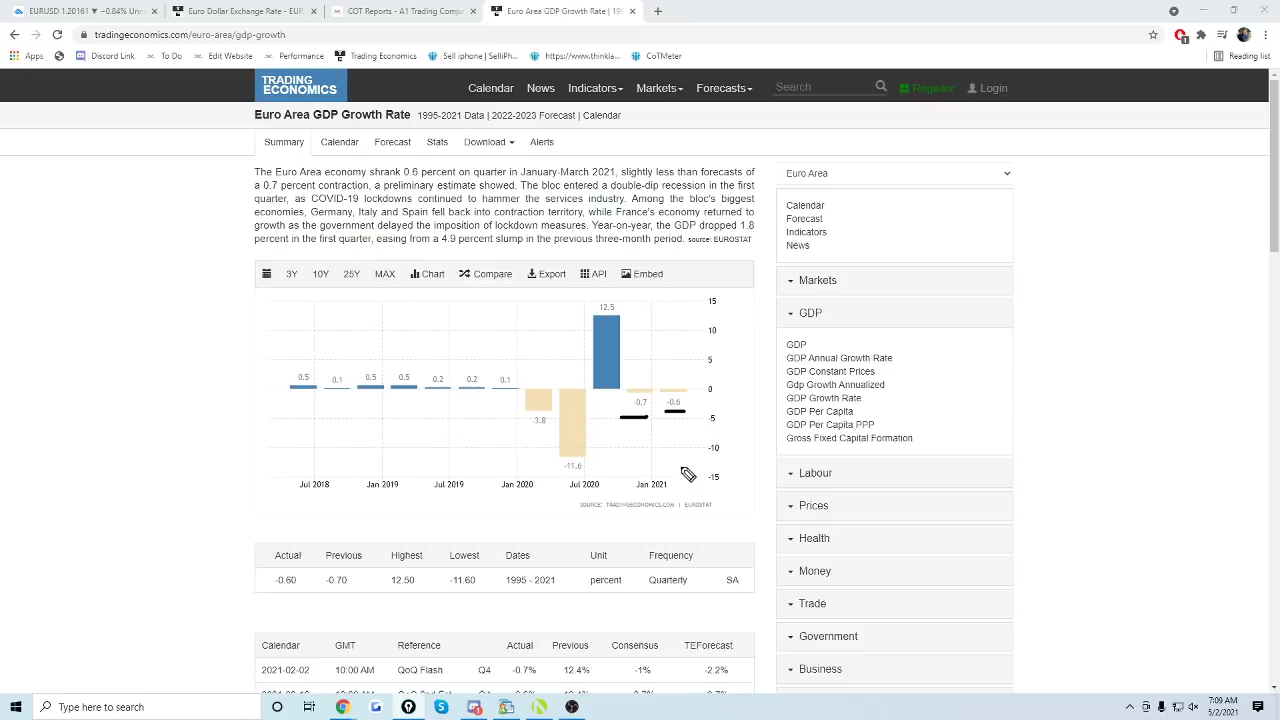 EURUSD 1.20161 ▼ −0.84% Unn
Euro Dollar Exchange Rate - EUR
COT Reports - A1 Trading Compa
Euro Area GDP Growth Rate | 199
tradingeconomics.com/euro-area/gdp-growth
Apps
Discord Link
To Do
Edit Website
Performance
Trading Economics
Sell iphone | SellPh...
https://www.thinkla...
CoTMeter
Reading list
TRADING
ECONOMICS
Calendar
News
Indicators
Markets
Forecasts
Search
Register
Login
Euro Area GDP Growth Rate 1995-2021 Data | 2022-2023 Forecast | Calendar
Summary
Calendar
Forecast
Stats
Download
Alerts
The Euro Area economy shrank 0.6 percent on quarter in January-March 2021, slightly less than forecasts of
a 0.7 percent contraction, a preliminary estimate showed. The bloc entered a double-dip recession in the first
quarter, as COVID-19 lockdowns continued to hammer the services industry. Among the bloc's biggest
economies, Germany, Italy and Spain fell back into contraction territory, while France's economy returned to
growth as the government delayed the imposition of lockdown measures. Year-on-year, the GDP dropped 1.8
percent in the first quarter, easing from a 4.9 percent slump in the previous three-month period. source: EUROSTAT
3Y
10Y
25Y
MAX
Chart
Compare
Export
API
Embed
12.5
15
10
5
0
-5
-10
-15
0.5
0.1
0.5
0.5
0.2
0.2
0.1
-0.7
-0.6
3.8
-11.6
Jul 2018
Jan 2019
Jul 2019
Jan 2020
Jul 2020
Jan 2021
SOURCE: TRADINGECONOMICS.COM | EUROSTAT
Actual Previous Highest Lowest Dates Unit Frequency
-0.60 -0.70 12.50 -11.60 1995 - 2021 percent Quarterly SA
Calendar GMT Reference Actual Previous Consensus TEForecast
2021-02-02 10:00 AM QoQ Flash Q4 -0.7% 12.4% -1% -2.2%
Euro Area
Calendar
Forecast
Indicators
News
Markets
GDP
GDP
GDP Annual Growth Rate
GDP Constant Prices
Gdp Growth Annualized
GDP Growth Rate
GDP Per Capita
GDP Per Capita PPP
Gross Fixed Capital Formation
Labour
Prices
Health
Money
Trade
Government
Business
Type here to search
7:09 AM
5/2/2021